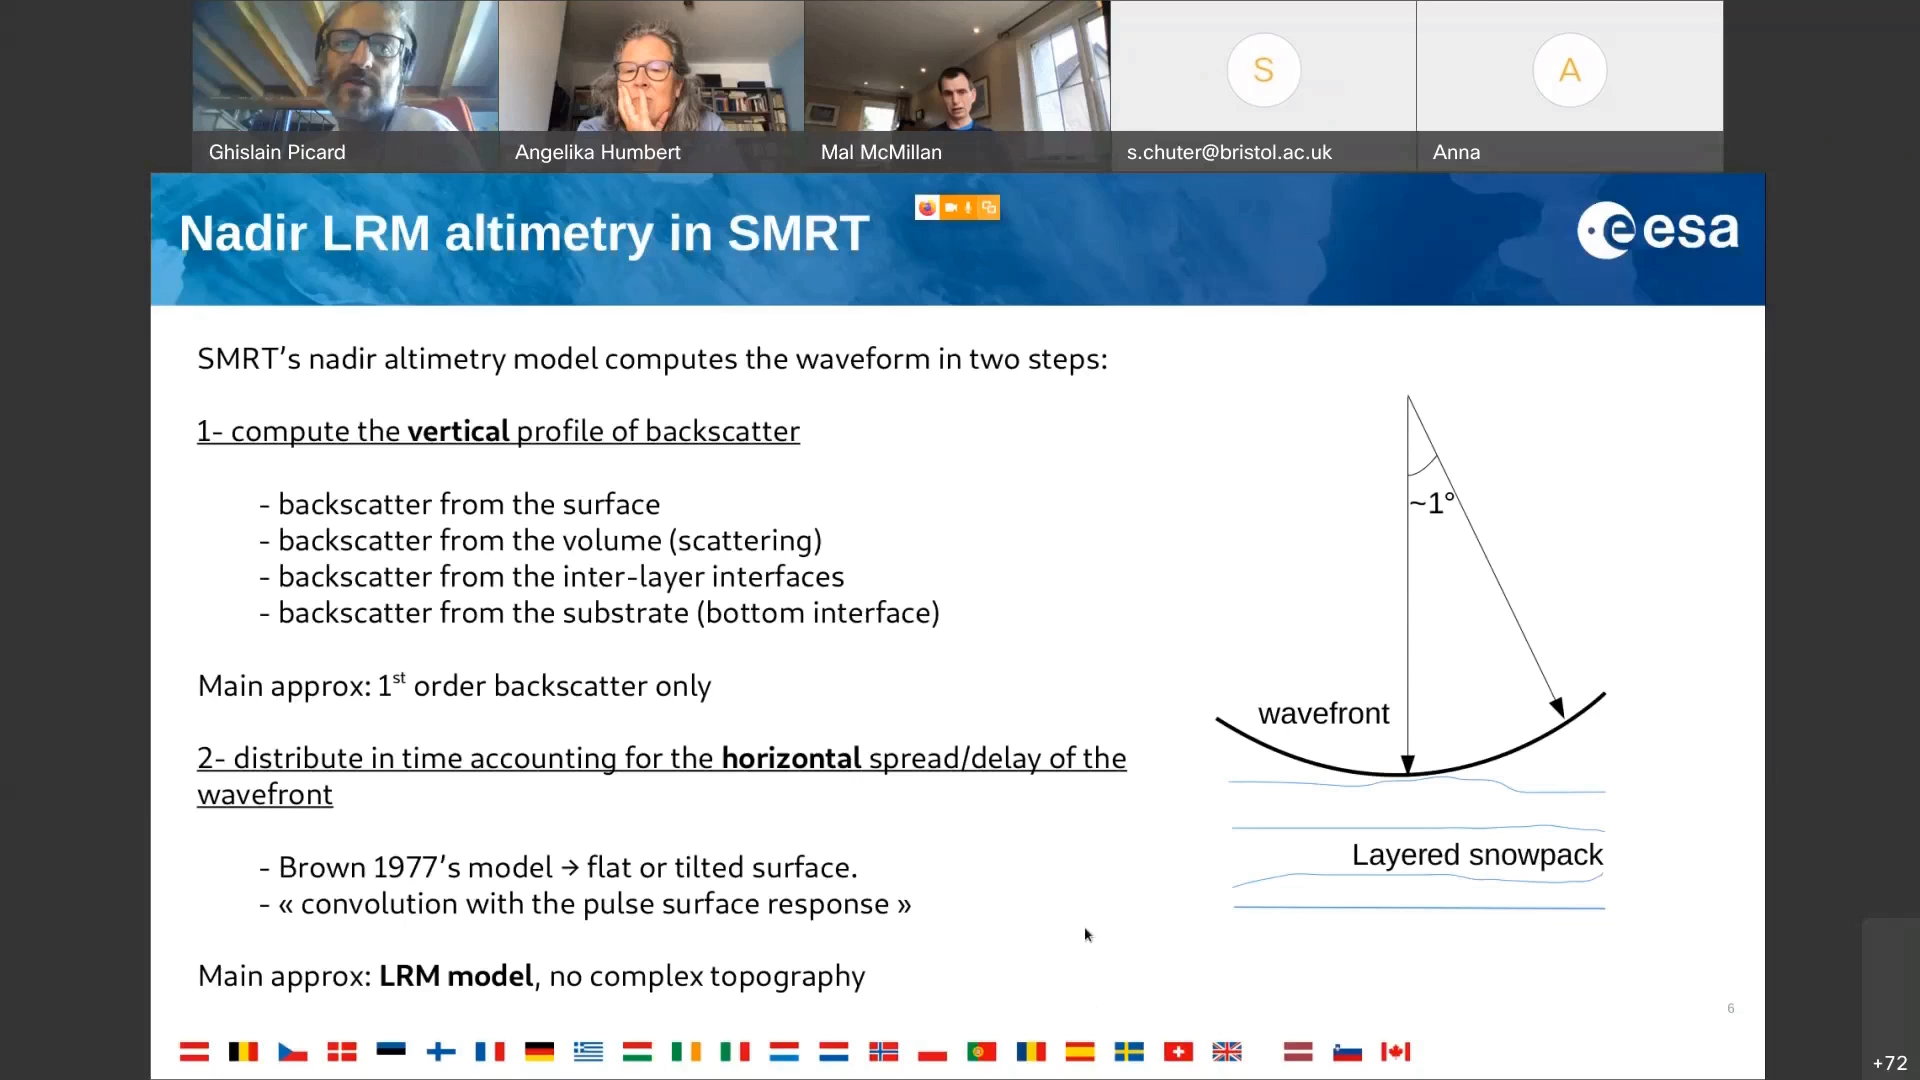 S
A
Ghislain Picard
Angelika Humbert
Mal McMillan
s.chuter@bristol.ac.uk
Anna
Nadir LRM altimetry in SMRT
esa
SMRT’s nadir altimetry model computes the waveform in two steps:
1- compute the vertical profile of backscatter
- backscatter from the surface
- backscatter from the volume (scattering)
- backscatter from the inter-layer interfaces
- backscatter from the substrate (bottom interface)
Main approx: 1st order backscatter only
2- distribute in time accounting for the horizontal spread/delay of the
wavefront
- Brown 1977’s model → flat or tilted surface.
- « convolution with the pulse surface response »
Main approx: LRM model, no complex topography
~1°
wavefront
Layered snowpack
6
+72